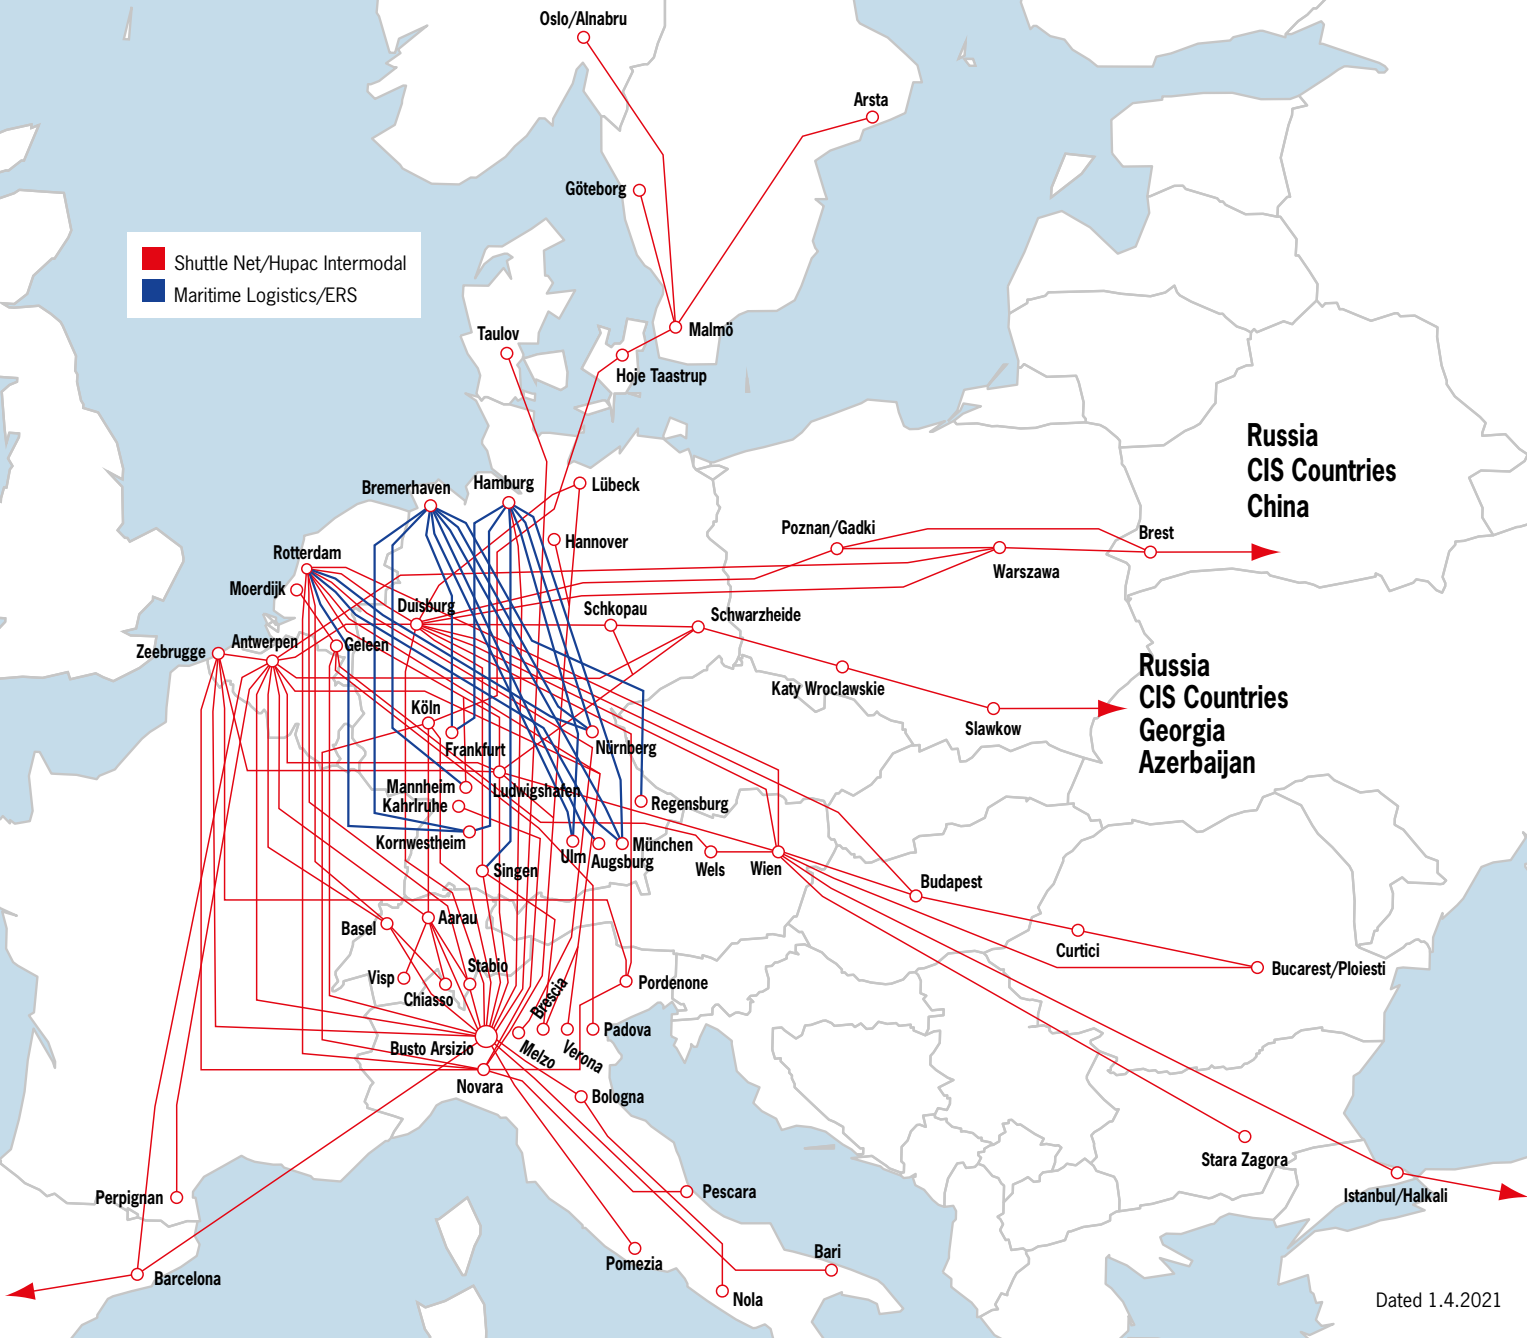 Oslo/Alnabru
Arsta
Göteborg
Shuttle Net/Hupac Intermodal
Maritime Logistics/ERS
Taulov
Malmö
Hoje Taastrup
Russia
CIS Countries
China
Bremerhaven
Hamburg
Lübeck
Poznan/Gadki
Brest
Hannover
Rotterdam
Warszawa
Moerdijk
Duisburg
Schkopau
Schwarzheide
Zeebrugge
Antwerpen
Geleen
Russia
CIS Countries
Georgia
Azerbaijan
Katy Wroclawskie
Slawkow
Köln
Frankfurt
Nürnberg
Mannheim
Ludwigshafen
Kahrlruhe
Regensburg
Kornwestheim
Ulm
Augsburg
München
Singen
Wels
Wien
Budapest
Basel
Aarau
Curtici
Bucarest/Ploiesti
Visp
Stabio
Chiasso
Brescia
Pordenone
Busto Arsizio
Melzo
Verona
Padova
Novara
Bologna
Stara Zagora
Perpignan
Pescara
Istanbul/Halkali
Barcelona
Pomezia
Bari
Nola
Dated 1.4.2021